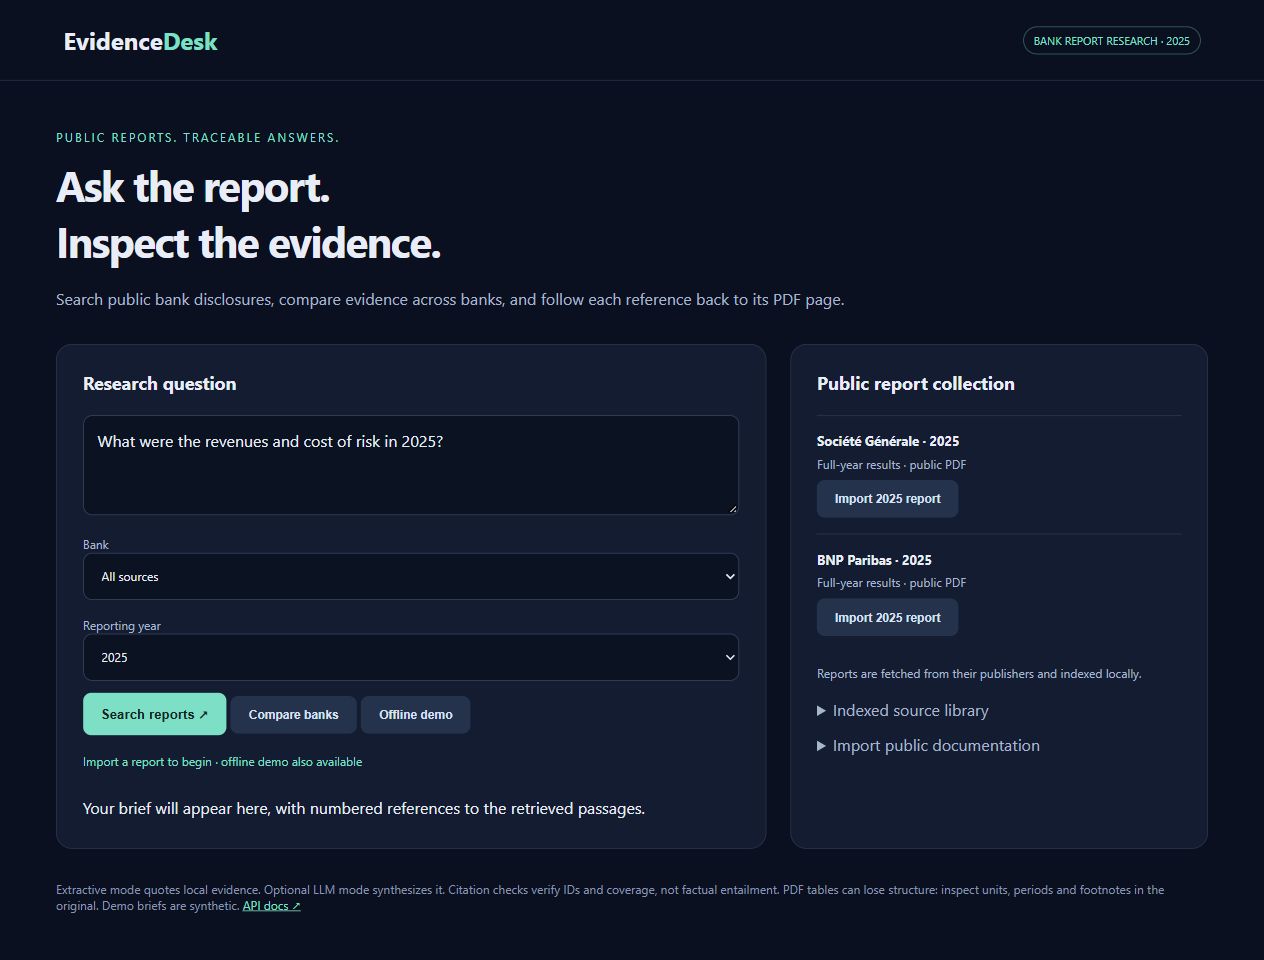 EvidenceDesk
BANK REPORT RESEARCH · 2025
PUBLIC REPORTS. TRACEABLE ANSWERS.
Ask the report.
Inspect the evidence.
Search public bank disclosures, compare evidence across banks, and follow each reference back to its PDF page.
Research question
What were the revenues and cost of risk in 2025?
Bank
All sources
Reporting year
2025
Search reports ↗ Compare banks Offline demo
Import a report to begin · offline demo also available
Your brief will appear here, with numbered references to the retrieved passages.
Public report collection
Société Générale · 2025
Full-year results · public PDF
Import 2025 report
BNP Paribas · 2025
Full-year results · public PDF
Import 2025 report
Reports are fetched from their publishers and indexed locally.
▶ Indexed source library
▶ Import public documentation
Extractive mode quotes local evidence. Optional LLM mode synthesizes it. Citation checks verify IDs and coverage, not factual entailment. PDF tables can lose structure: inspect units, periods and footnotes in the
original. Demo briefs are synthetic. API docs ↗